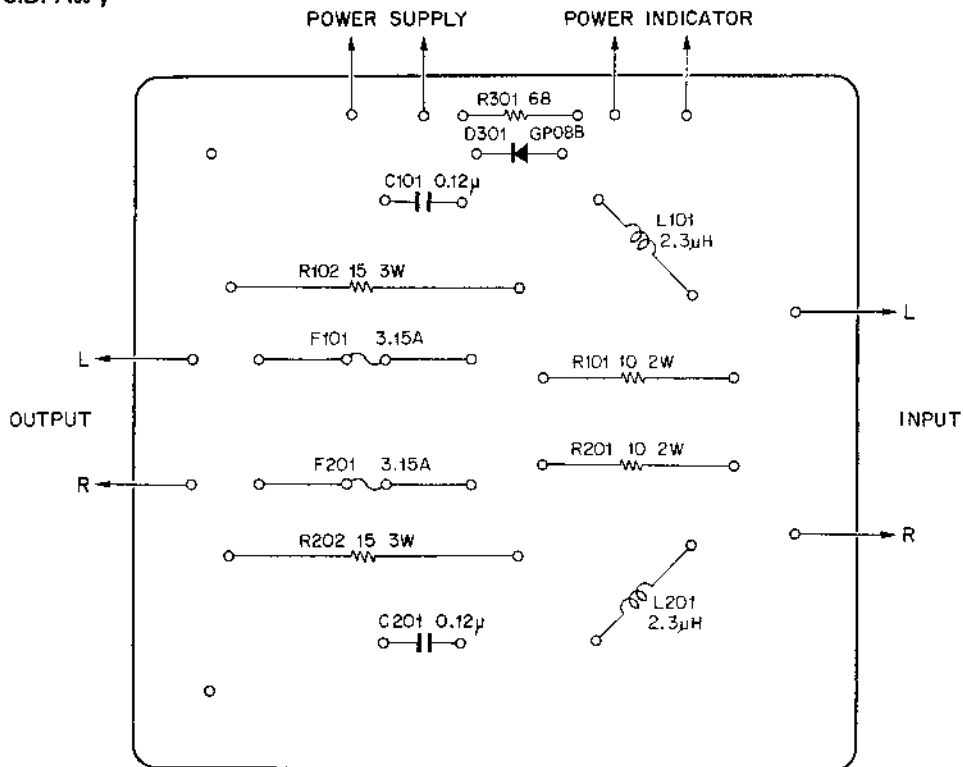 POWER SUPPLY POWER INDICATOR
R301 68
D301 GP08B
C101 0.12μ
L101
2.3μH
R102 15 3W
L
F101 3.15A
L
R101 10 2W
OUTPUT
INPUT
R201 10 2W
F201 3.15A
R
R
R202 15 3W
L201
2.3μH
C201 0.12μ